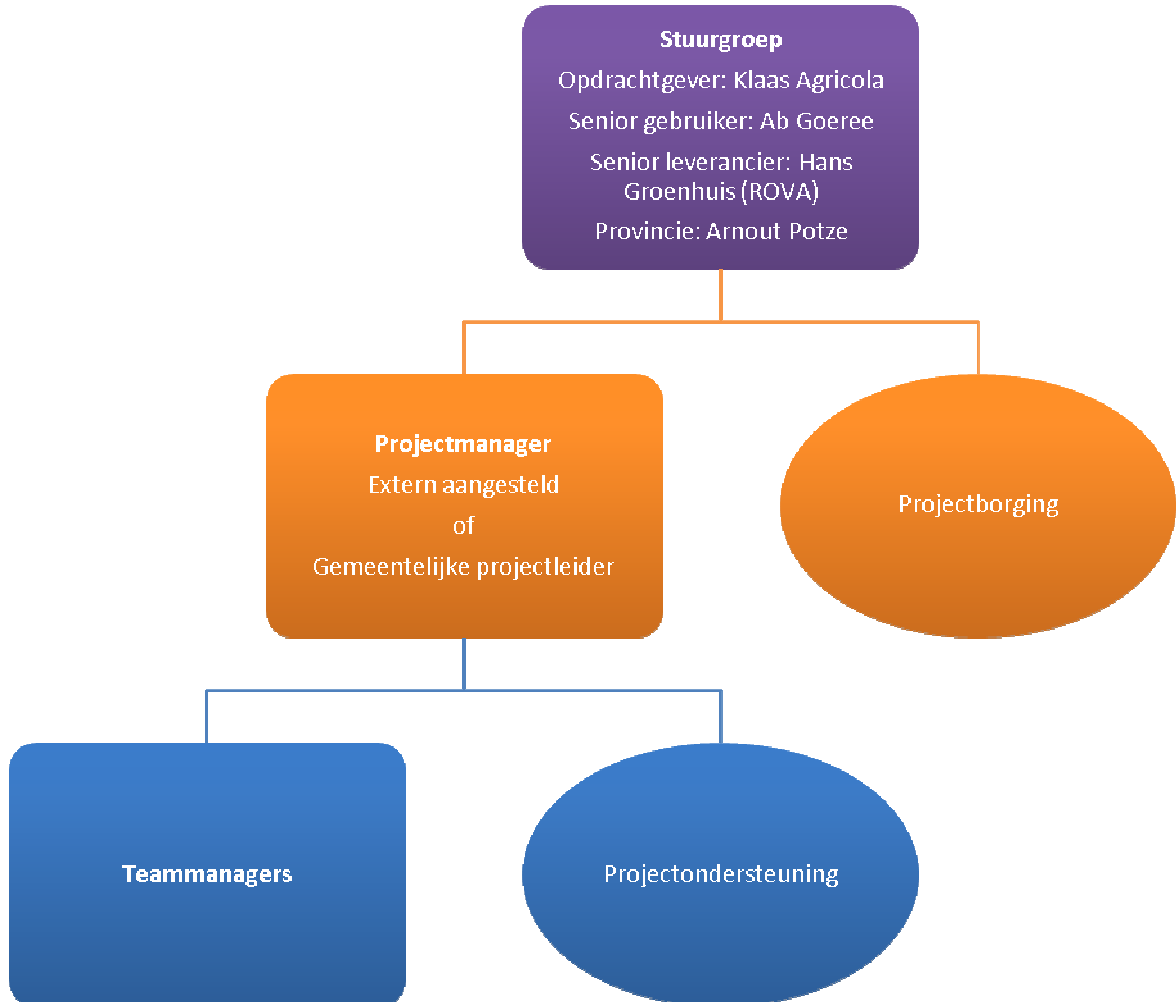 Stuurgroep
Opdrachtgever: Klaas Agricola
Senior gebruiker: Ab Goeree
Senior leverancier: Hans
Groenhuis (ROVA)
Provincie: Arnout Potze
Projectmanager
Extern aangesteld
of
Gemeentelijke projectleider
Projectborging
Teammanagers
Projectondersteuning